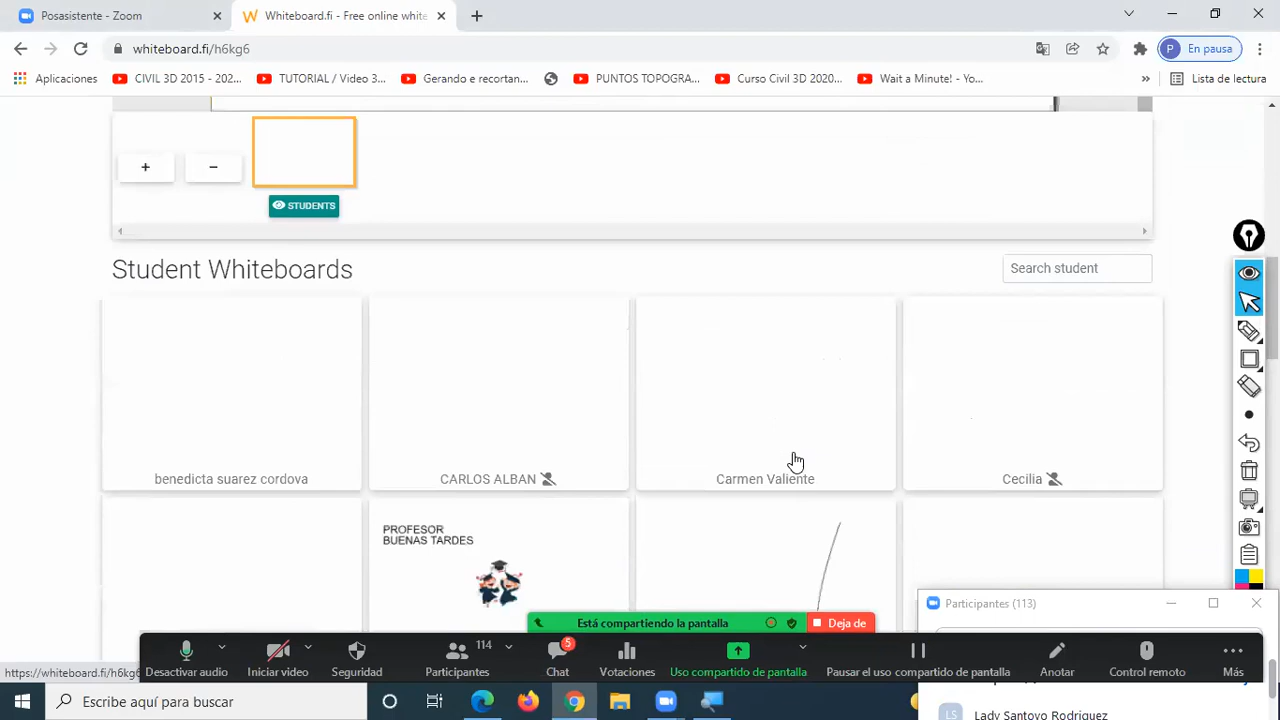 Posasistente - Zoom
Whiteboard.fi - Free online white
whiteboard.fi/h6kg6
P En pausa
Aplicaciones
CIVIL 3D 2015 - 202...
TUTORIAL / Video 3...
Gerando e recortan...
PUNTOS TOPOGRA...
Curso Civil 3D 2020...
Wait a Minute! - Yo...
»
Lista de lectura
+
−
STUDENTS
Student Whiteboards
Search student
benedicta suarez cordova
CARLOS ALBAN
Carmen Valiente
Cecilia
PROFESOR
BUENAS TARDES
Participantes (113)
Está compartiendo la pantalla
Deja de
114
5
Desactivar audio
Iniciar video
Seguridad
Participantes
Chat
Votaciones
Uso compartido de pantalla
Pausar el uso compartido de pantalla
Anotar
Control remoto
Más
https://whiteboard.fi/h6kg6
Escribe aquí para buscar
LS
Lady Santoyo Rodriguez